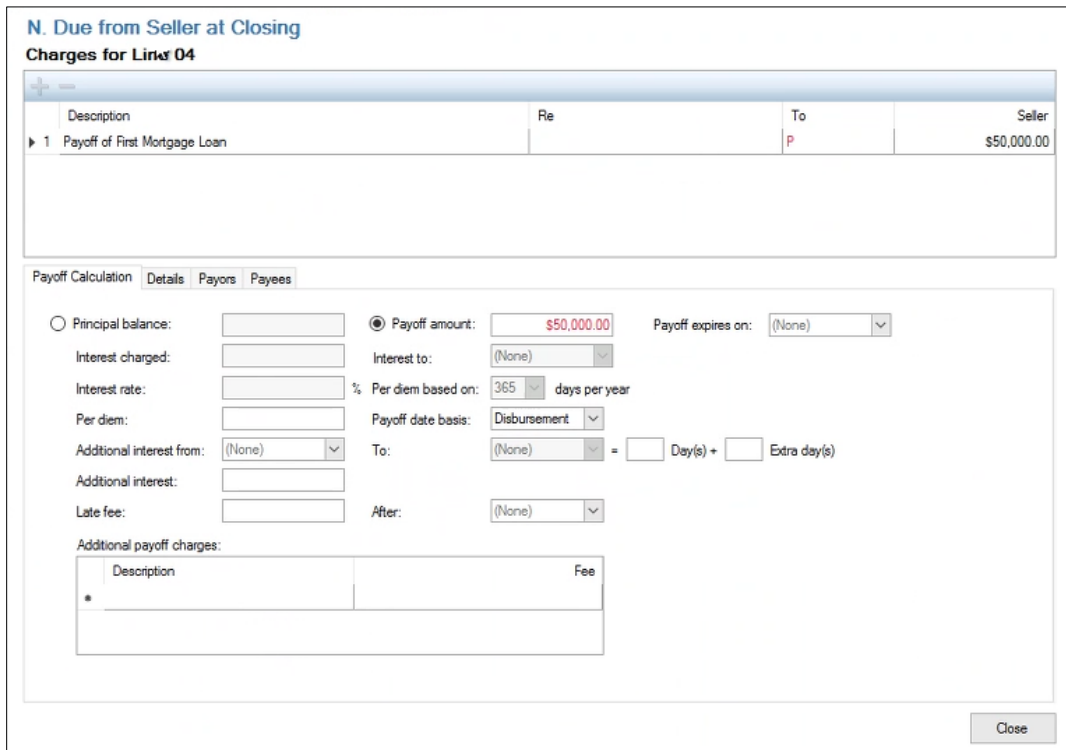 N. Due from Seller at Closing
Charges for Line 04
Description Re To Seller
1 Payoff of First Mortgage Loan P $50,000.00
Payoff Calculation Details Payors Payees
Principal balance: Payoff amount: $50,000.00 Payoff expires on: (None)
Interest charged: Interest to: (None)
Interest rate: % Per diem based on: 365 days per year
Per diem: Payoff date basis: Disbursement
Additional interest from: (None) To: (None) = Day(s) + Extra day(s)
Additional interest:
Late fee: After: (None)
Additional payoff charges:
Description Fee
Close